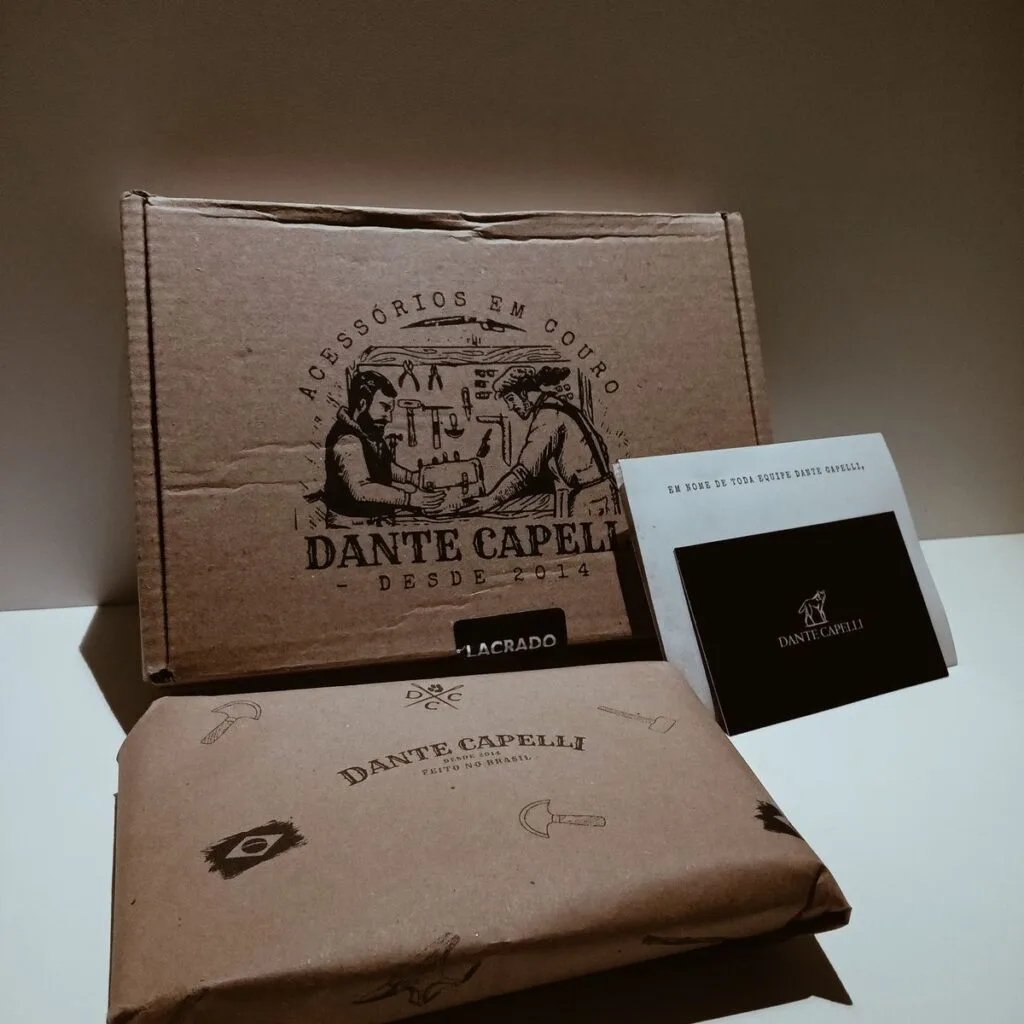 ACESSÓRIOS EM COURO
DANTE CAPELLI
- DESDE 2014
LACRADO
EM NOME DE TODA EQUIPE DANTE CAPELLI,
DANTE CAPELLI
D C C
DANTE CAPELLI
DESDE 2014
FEITO NO BRASIL